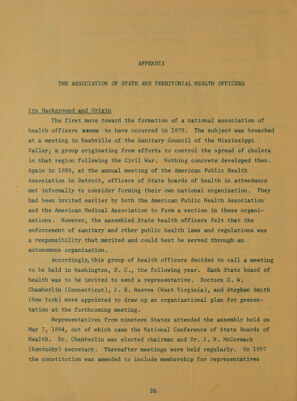 APPENDIX
THE ASSOCIATION OF STATE AND TERRITORIAL HEALTH OFFICERS
Its Background and Origin
The first move toward the formation of a national association of
health officers seems to have occurred in 1879. The subject was broached
at a meeting in Nashville of the Sanitary Council of the Mississippi
Valley, a group originating from efforts to control the spread of cholera
in that region following the Civil War. Nothing concrete developed then.
Again in 1883, at the annual meeting of the American Public Health
Association in Detroit, officers of State boards of health in attendance
met informally to consider forming their own national organization. They
had been invited earlier by both the American Public Health Association
and the American Medical Association to form a section in these organi-
zations. However, the assembled State health officers felt that the
enforcement of sanitary and other public health laws and regulations was
a responsibility that merited and could best be served through an
autonomous organization.
Accordingly, this group of health officers decided to call a meeting
to be held in Washington, D. C., the following year. Each State board of
health was to be invited to send a representative. Doctors C. W.
Chamberlin (Connecticut), J. E. Reeves (West Virginia), and Stephen Smith
(New York) were appointed to draw up an organizational plan for presen-
tation at the forthcoming meeting.
Representatives from nineteen States attended the assembly held on
May 7, 1884, out of which came the National Conference of State Boards of
Health. Dr. Chamberlin was elected chairman and Dr. J. N. McCormack
(Kentucky) secretary. Thereafter meetings were held regularly. In 1897
the constitution was amended to include membership for representatives
26